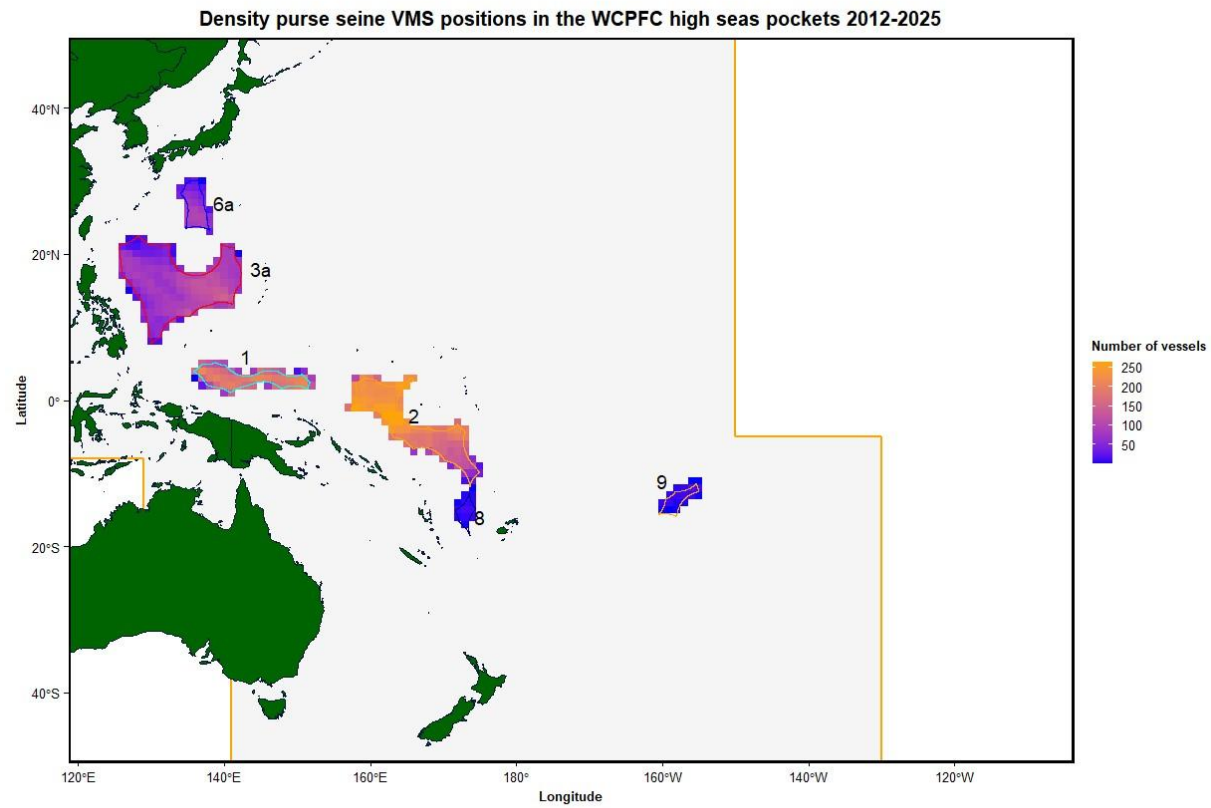 Density purse seine VMS positions in the WCPFC high seas pockets 2012-2025
40°N
6a
20°N
3a
1
Number of vessels
250
200
150
100
50
0°
2
Latitude
9
8
20°S
40°S
120°E
140°E
160°E
180°
160°W
140°W
120°W
Longitude